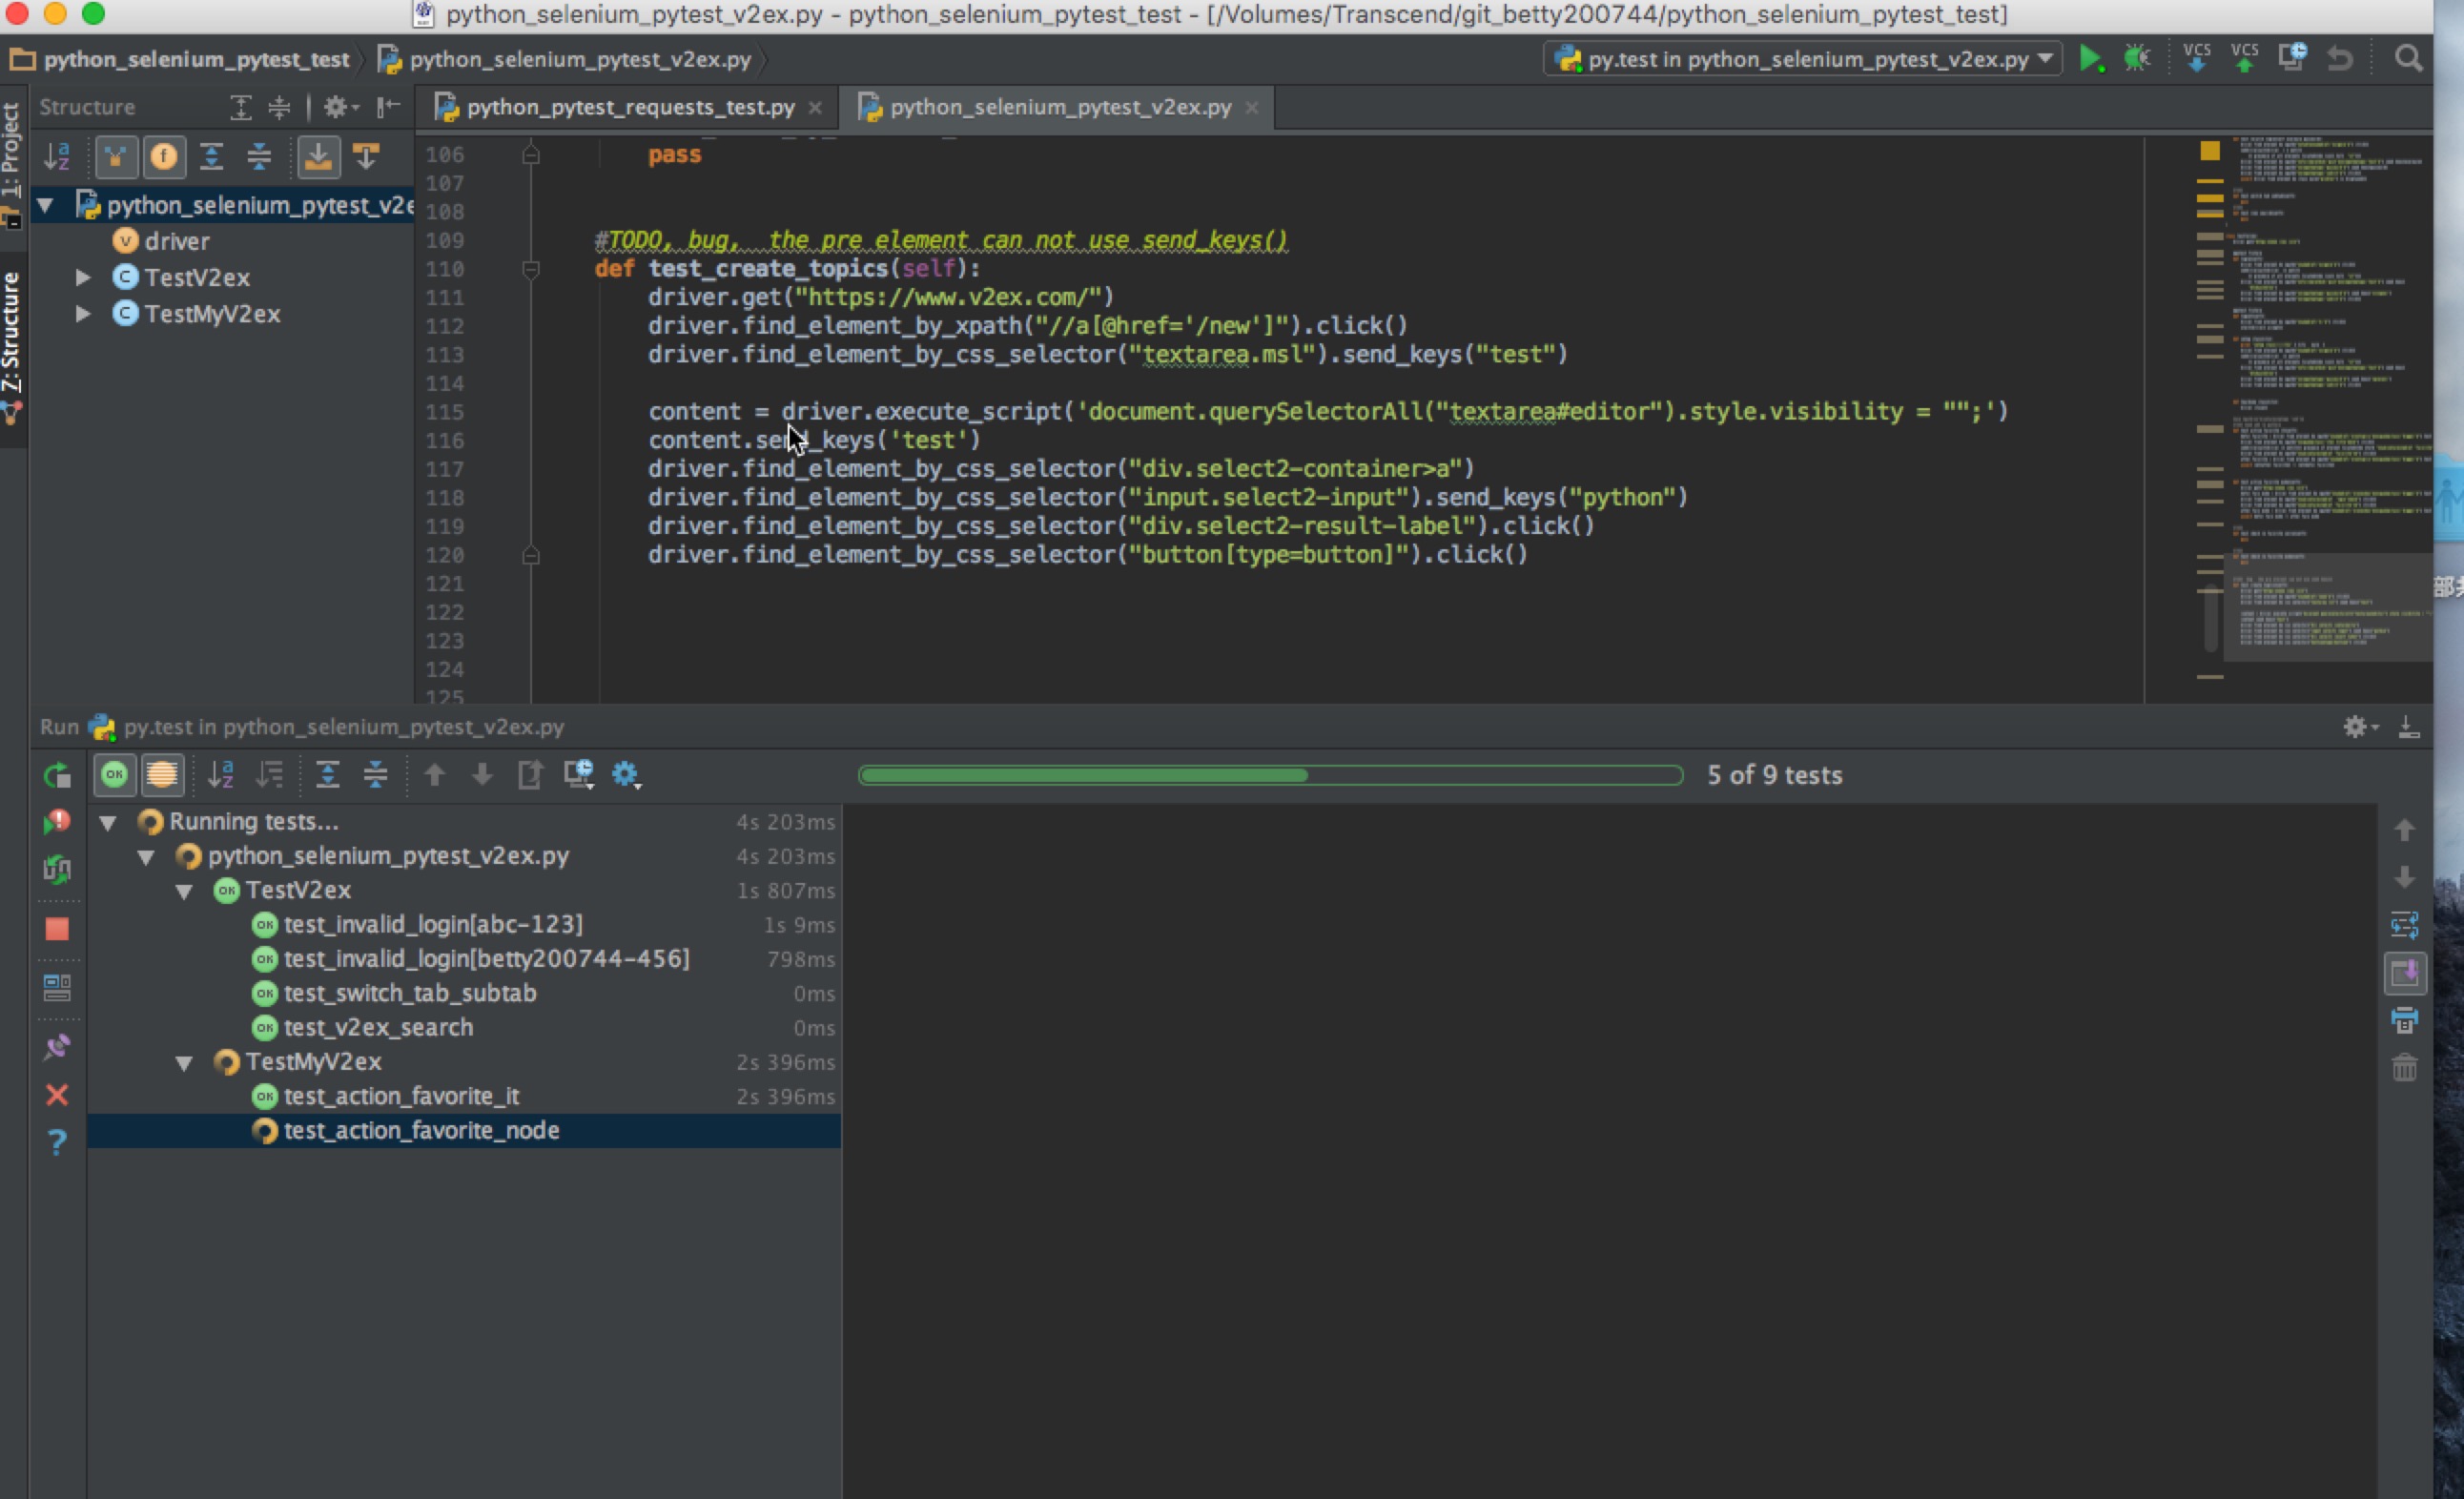 python_selenium_pytest_v2ex.py - python_selenium_pytest_test - [/Volumes/Transcend/git_betty200744/python_selenium_pytest_test]
python_selenium_pytest_test
python_selenium_pytest_v2ex.py
py.test in python_selenium_pytest_v2ex.py
VCS
VCS
1: Project
Z: Structure
Structure
python_pytest_requests_test.py
python_selenium_pytest_v2ex.py
python_selenium_pytest_v2e
driver
TestV2ex
TestMyV2ex
106 pass
107
108
109 #TODO, bug,  the pre element can not use send_keys()
110 def test_create_topics(self):
111 driver.get("https://www.v2ex.com/")
112 driver.find_element_by_xpath("//a[@href='/new']").click()
113 driver.find_element_by_css_selector("textarea.msl").send_keys("test")
114
115 content = driver.execute_script('document.querySelectorAll("textarea#editor").style.visibility = "";')
116 content.send_keys('test')
117 driver.find_element_by_css_selector("div.select2-container>a")
118 driver.find_element_by_css_selector("input.select2-input").send_keys("python")
119 driver.find_element_by_css_selector("div.select2-result-label").click()
120 driver.find_element_by_css_selector("button[type=button]").click()
121
122
123
124
125
Run py.test in python_selenium_pytest_v2ex.py
5 of 9 tests
Running tests... 4s 203ms
python_selenium_pytest_v2ex.py 4s 203ms
TestV2ex 1s 807ms
test_invalid_login[abc-123] 1s 9ms
test_invalid_login[betty200744-456] 798ms
test_switch_tab_subtab 0ms
test_v2ex_search 0ms
TestMyV2ex 2s 396ms
test_action_favorite_it 2s 396ms
test_action_favorite_node